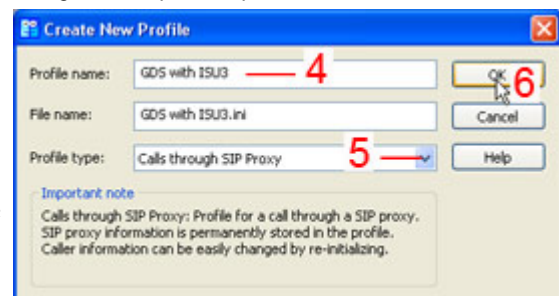 Create New Profile
Profile name: GDS with ISU3 4 OK 6
File name: GDS with ISU3.ini Cancel
Profile type: Calls through SIP Proxy 5 Help
Important note
Calls through SIP Proxy: Profile for a call through a SIP proxy.
SIP proxy information is permanently stored in the profile.
Caller information can be easily changed by re-initializing.